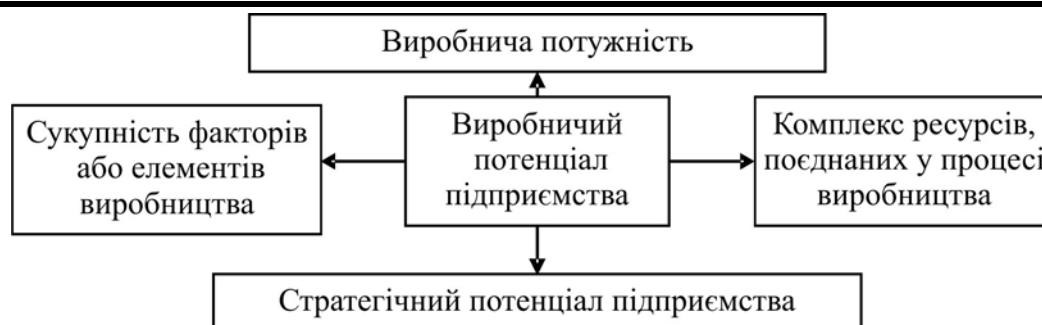 Виробнича потужність
Сукупність факторів
або елементів
виробництва
Виробничий
потенціал
підприємства
Комплекс ресурсів,
поєднаних у процесі
виробництва
Стратегічний потенціал підприємства